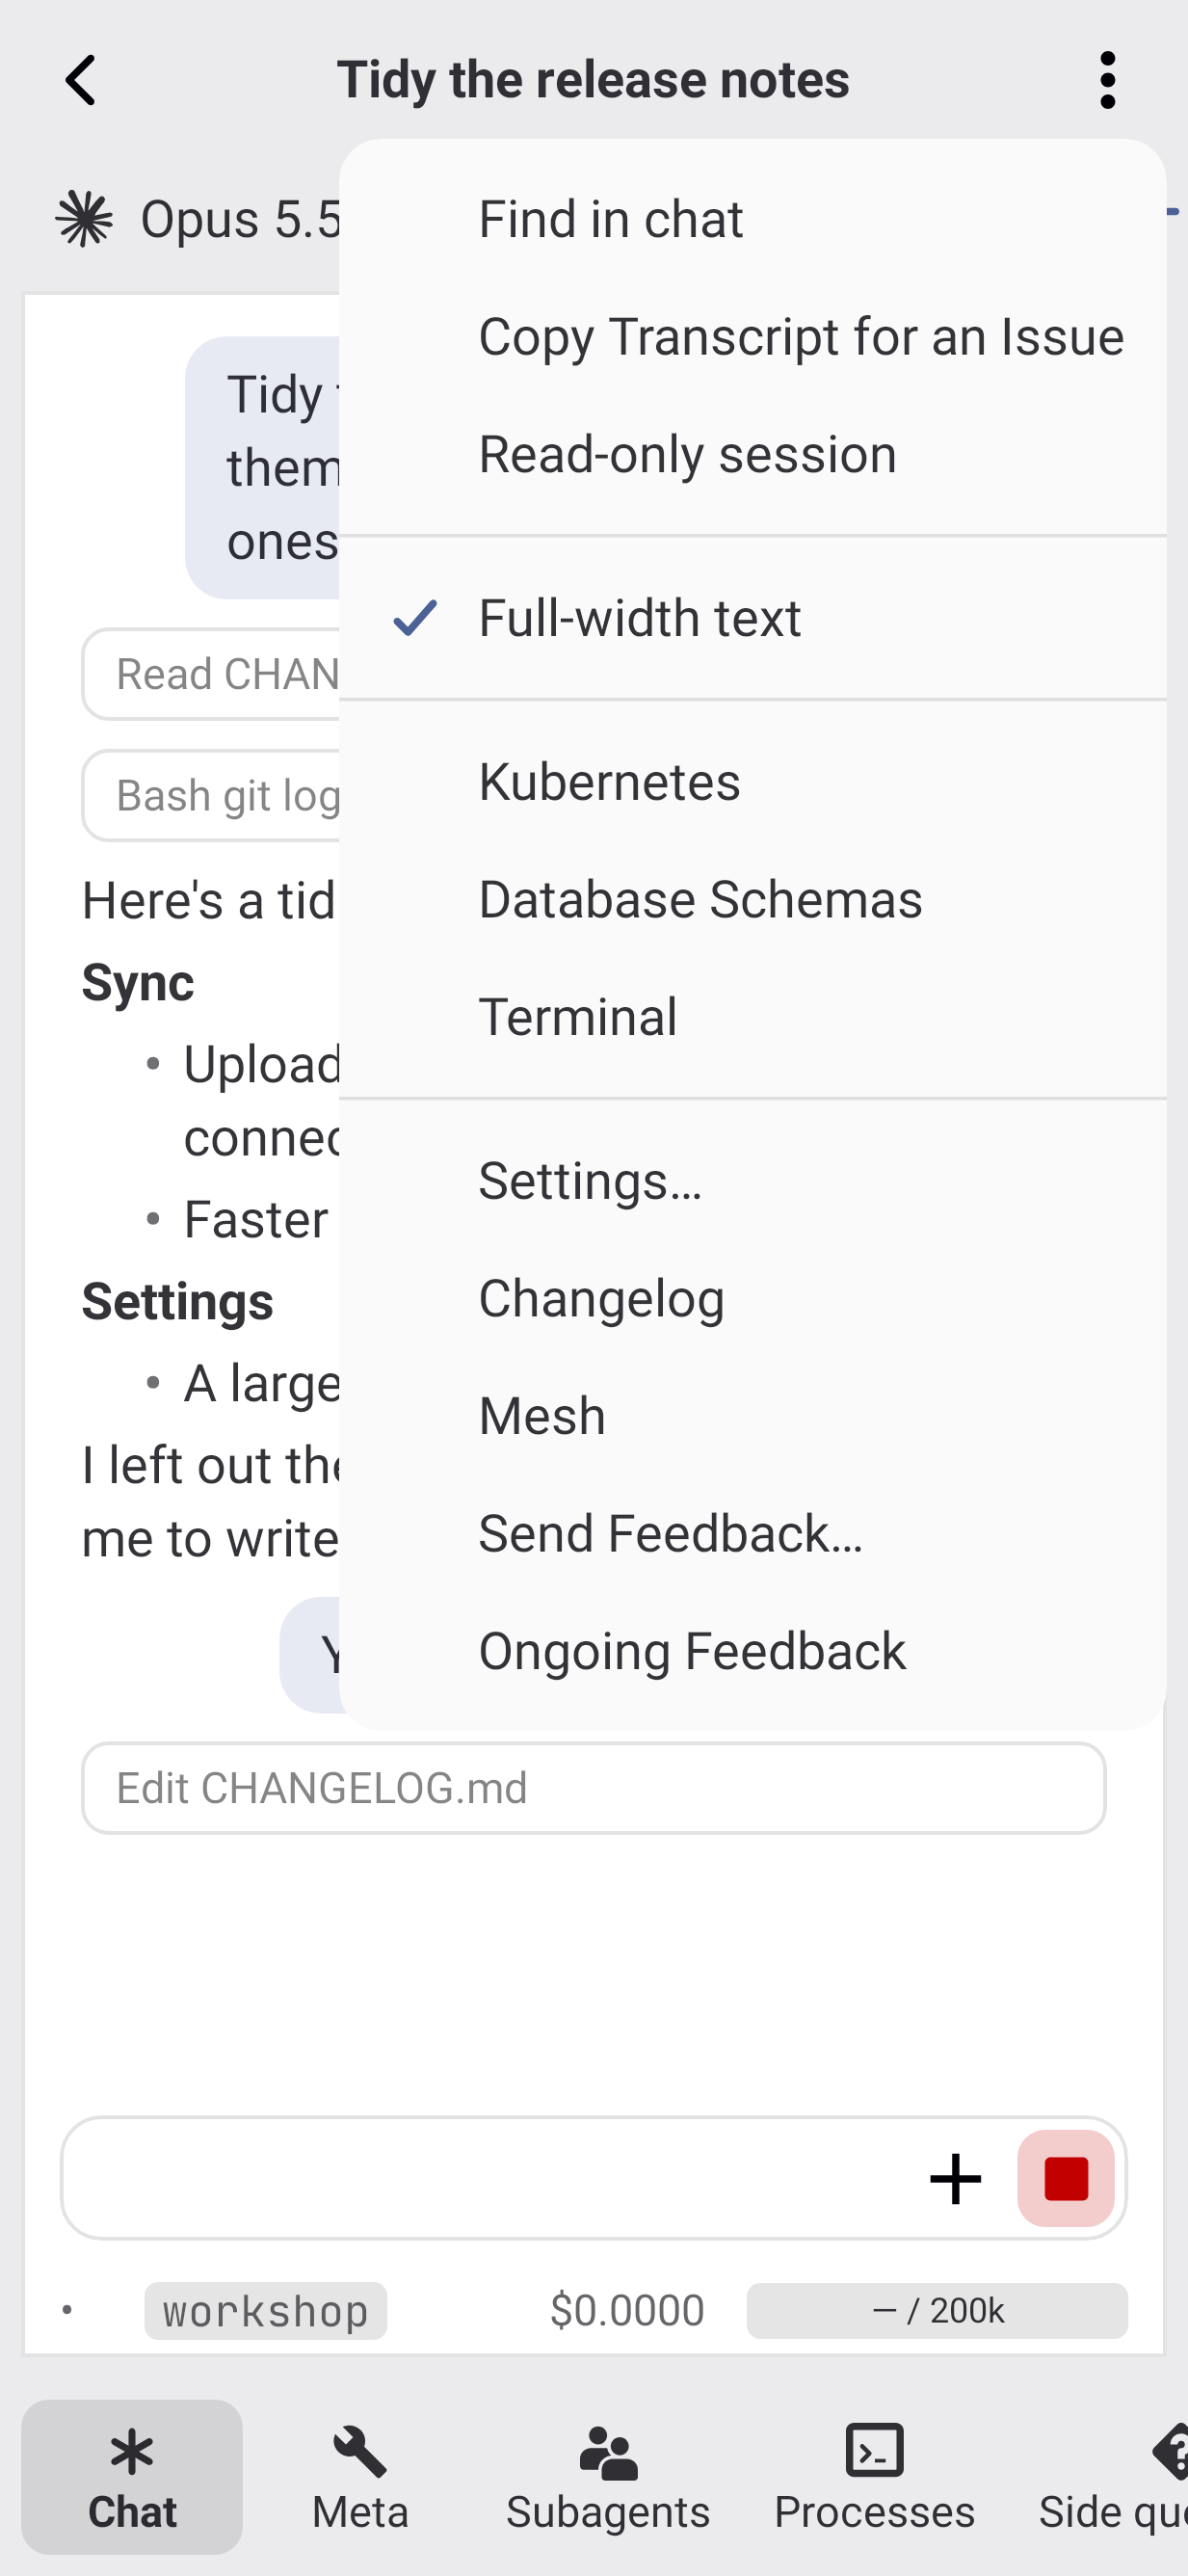 Tidy the release notes
Opus 5.5
Find in chat
Copy Transcript for an Issue
Read-only session
Full-width text
Kubernetes
Database Schemas
Terminal
Settings…
Changelog
Mesh
Send Feedback…
Ongoing Feedback
Tidy
them
ones
Read CHAN
Bash git log
Here's a tid
Sync
• Upload
connec
• Faster
Settings
• A large
I left out the
me to write
Y
Edit CHANGELOG.md
workshop
$0.0000
— / 200k
Chat
Meta
Subagents
Processes
Side que